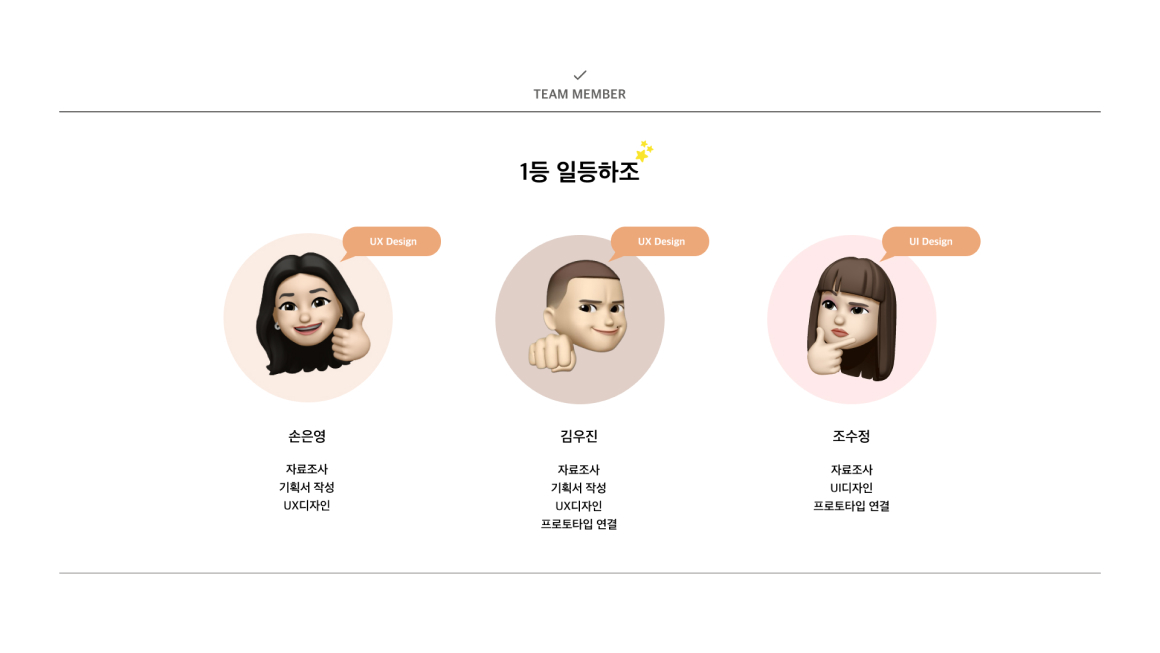 TEAM MEMBER
1등 일등하조
UX Design
UX Design
UI Design
손은영
자료조사
기획서 작성
UX디자인
김우진
자료조사
기획서 작성
UX디자인
프로토타입 연결
조수정
자료조사
UI디자인
프로토타입 연결